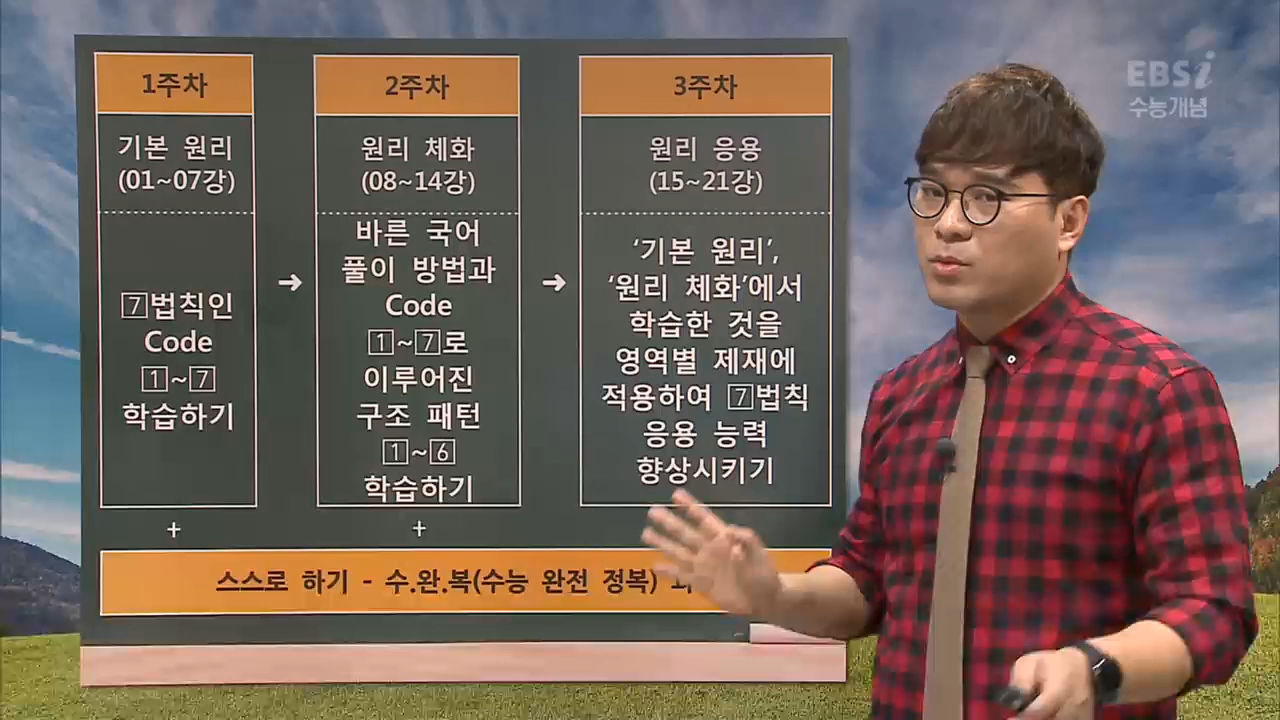 1주차
기본 원리
(01~07강)
7법칙인
Code
1~7
학습하기
+
→
2주차
원리 체화
(08~14강)
바른 국어
풀이 방법과
Code
1~7로
이루어진
구조 패턴
1~6
학습하기
+
→
3주차
원리 응용
(15~21강)
‘기본 원리’,
‘원리 체화’에서
학습한 것을
영역별 제재에
적용하여 7법칙
응용 능력
향상시키기
스스로 하기 - 수.완.복(수능 완전 정복)
EBSi
수능개념